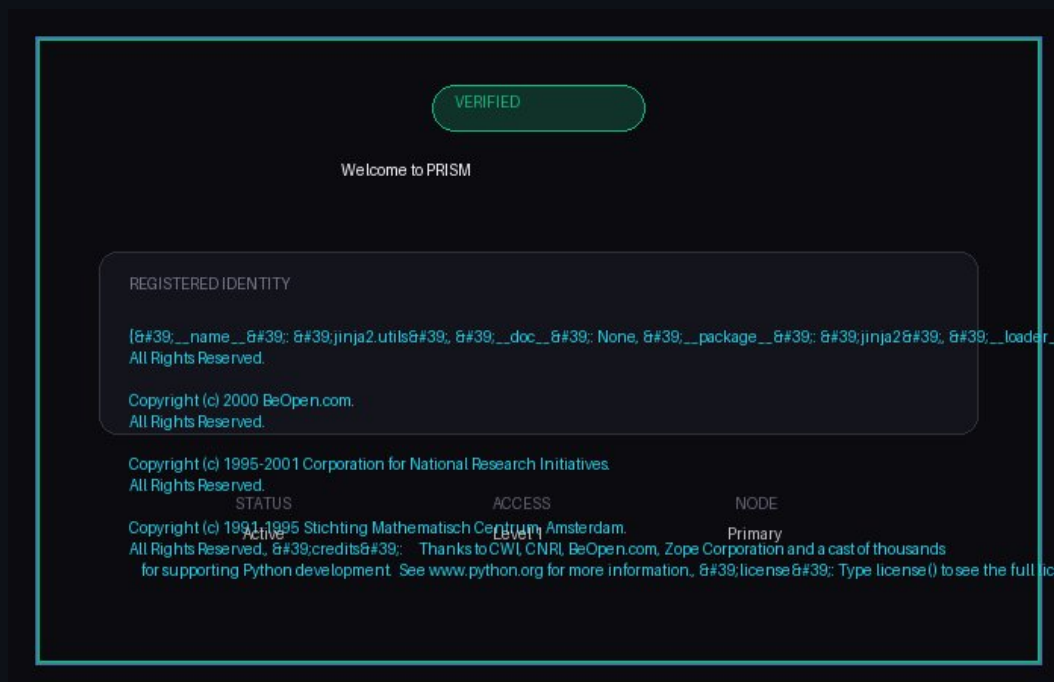 VERIFIED
Welcome to PRISM
REGISTERED IDENTITY
{&#39;__name__&#39;: &#39;jinja2.utils&#39;, &#39;__doc__&#39;: None, &#39;__package__&#39;: &#39;jinja2&#39;, &#39;__loader_
All Rights Reserved.
Copyright (c) 2000 BeOpen.com.
All Rights Reserved.
Copyright (c) 1995-2001 Corporation for National Research Initiatives.
All Rights Reserved.
STATUS ACCESS NODE
Copyright (c) 1991-1995 Stichting Mathematisch Centrum, Amsterdam.
Active Level 1 Primary
All Rights Reserved., &#39;credits&#39;: Thanks to CWI, CNRI, BeOpen.com, Zope Corporation and a cast of thousands
for supporting Python development. See www.python.org for more information., &#39;license&#39;: Type license() to see the full lic